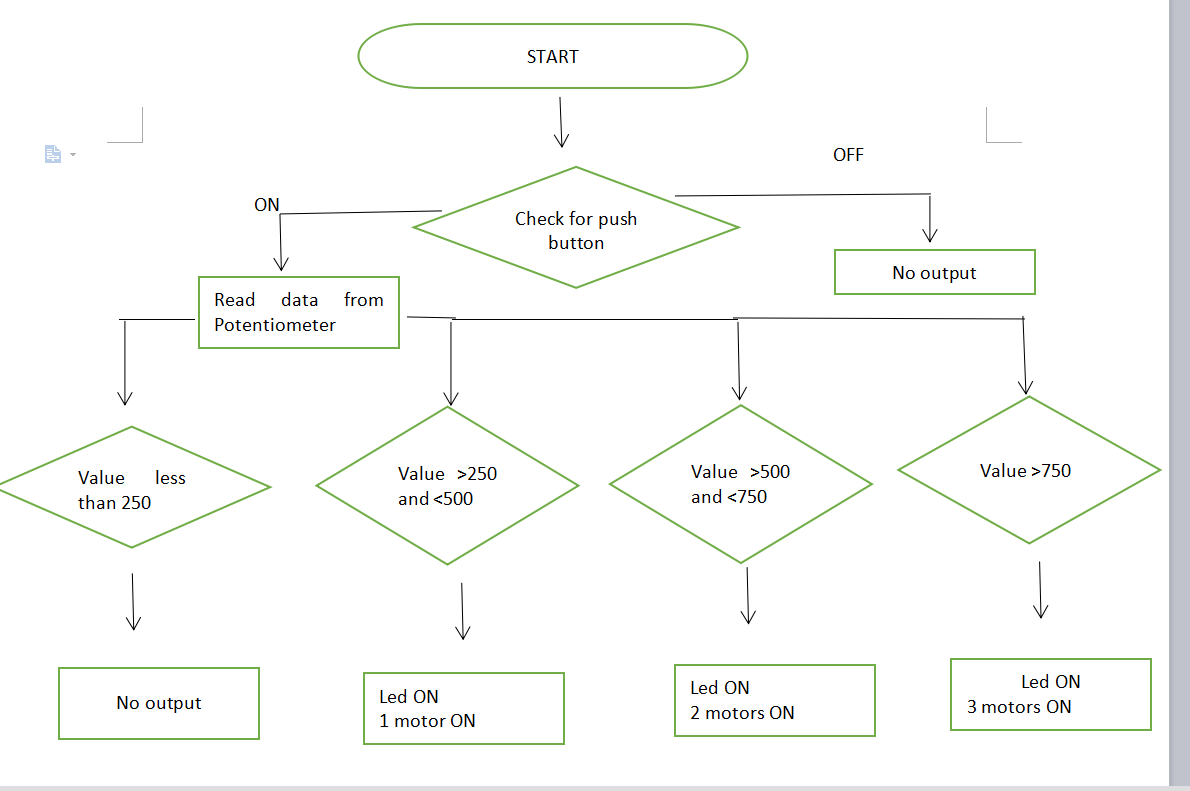 START
OFF
ON
Check for push
button
No output
Read data from
Potentiometer
Value less
than 250
Value >250
and <500
Value >500
and <750
Value >750
No output
Led ON
1 motor ON
Led ON
2 motors ON
Led ON
3 motors ON